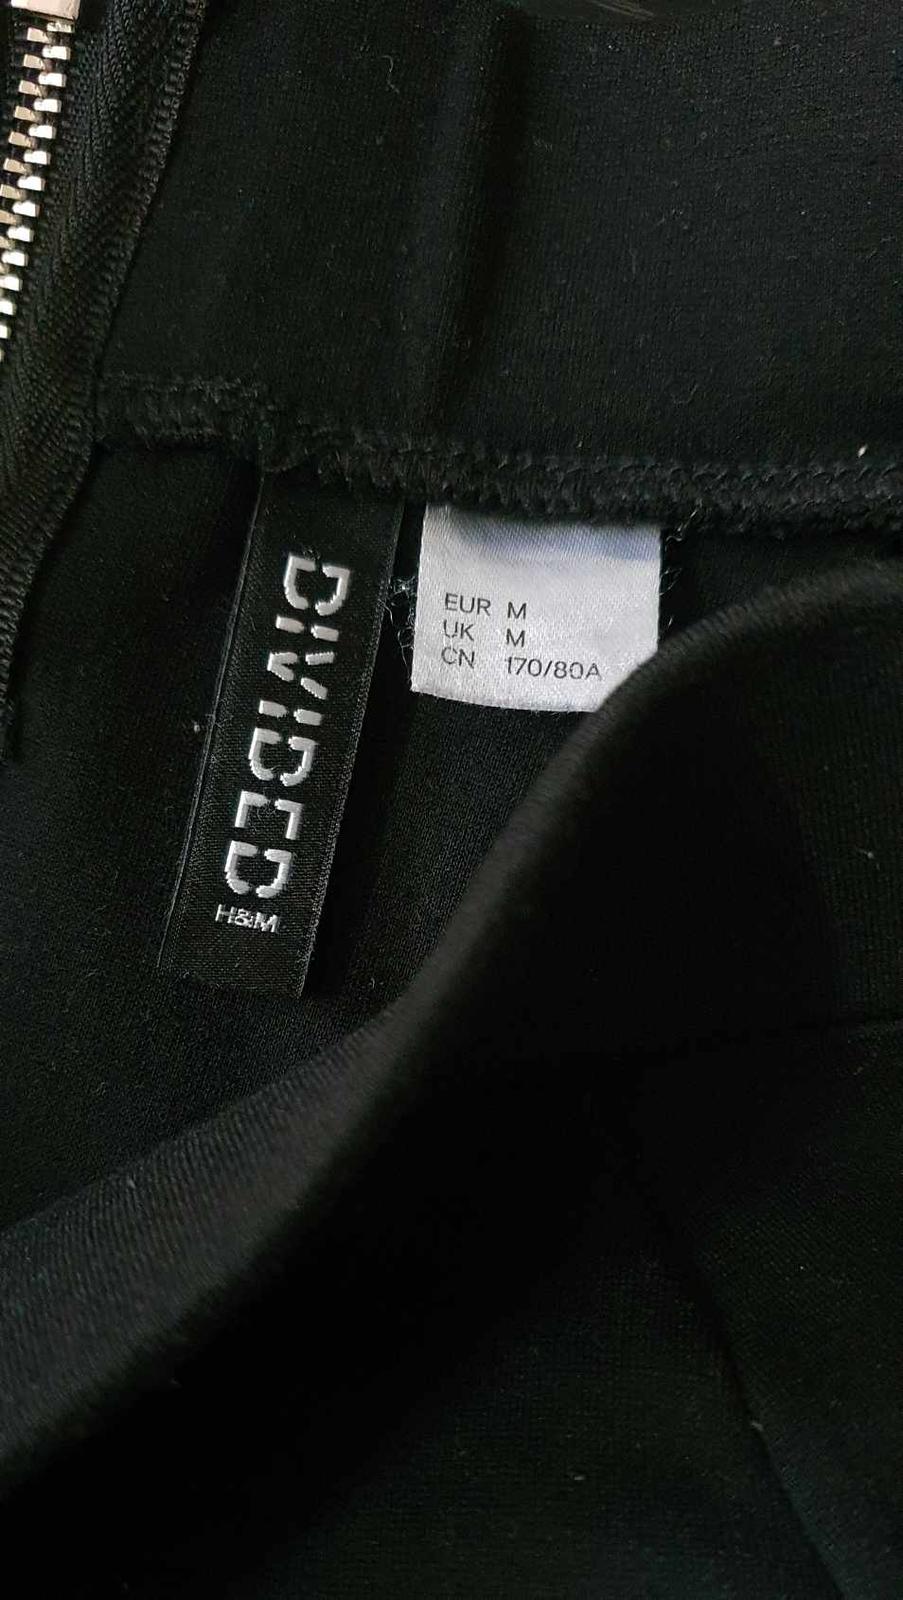 DIVIDED
H&M
EUR M
UK M
CN 170/80A